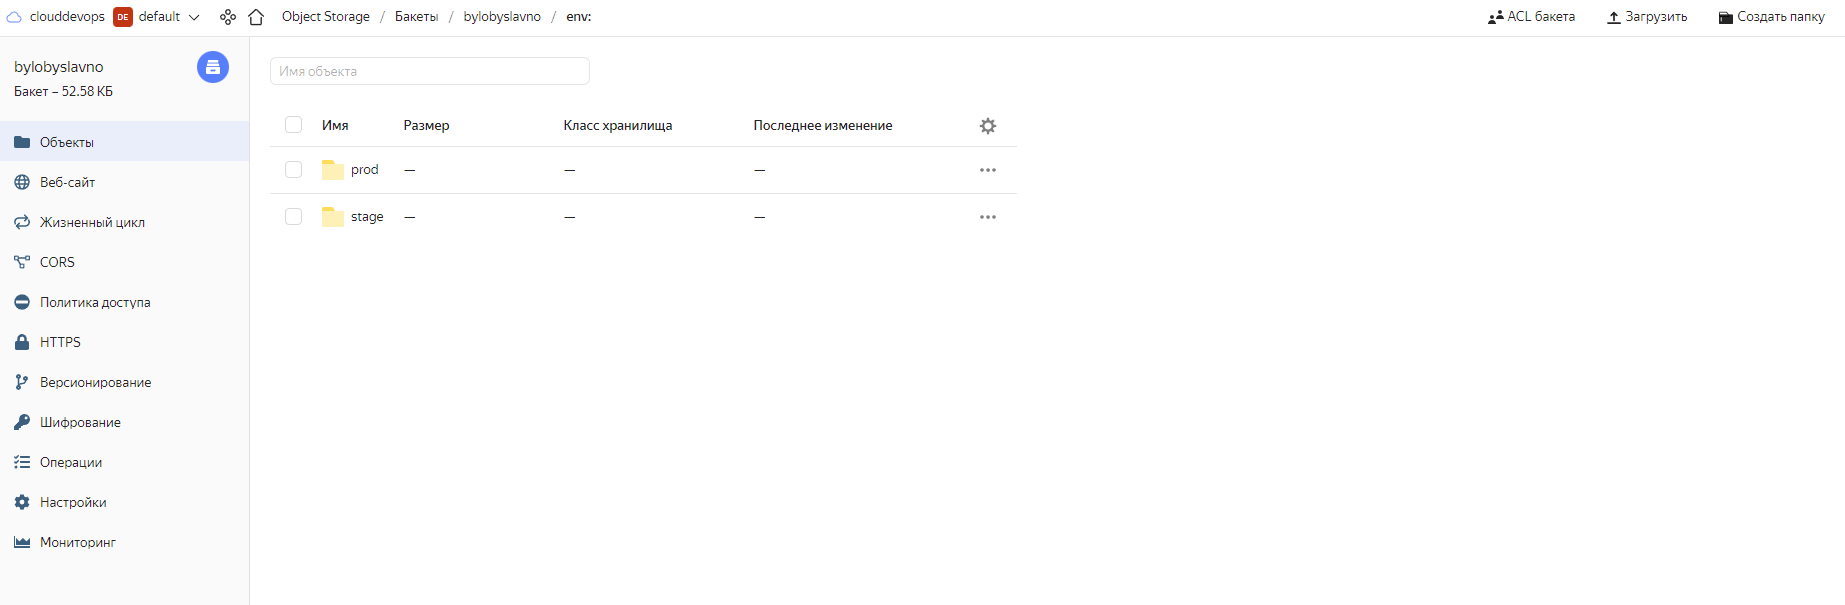 clouddevops DE default Object Storage / Бакеты / bylobyslavno / env: ACL бакета Загрузить Создать папку
bylobyslavno
Бакет – 52.58 КБ
Объекты
Веб-сайт
Жизненный цикл
CORS
Политика доступа
HTTPS
Версионирование
Шифрование
Операции
Настройки
Мониторинг
Имя объекта
Имя Размер Класс хранилища Последнее изменение
prod — — —
stage — — —